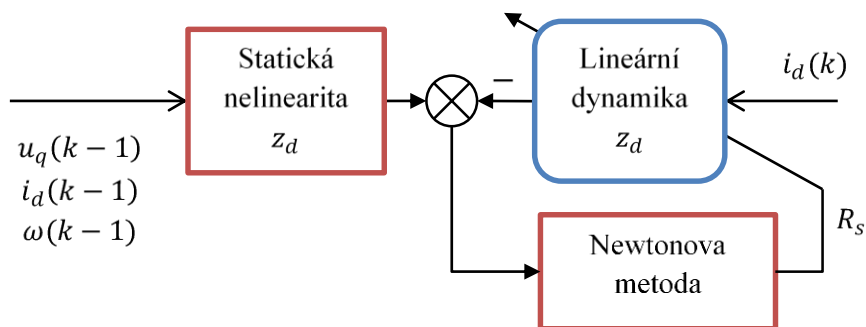 Statická
nelinearita
z_d
−
Lineární
dynamika
z_d
i_d(k)
u_q(k − 1)
i_d(k − 1)
ω(k − 1)
R_s
Newtonova
metoda